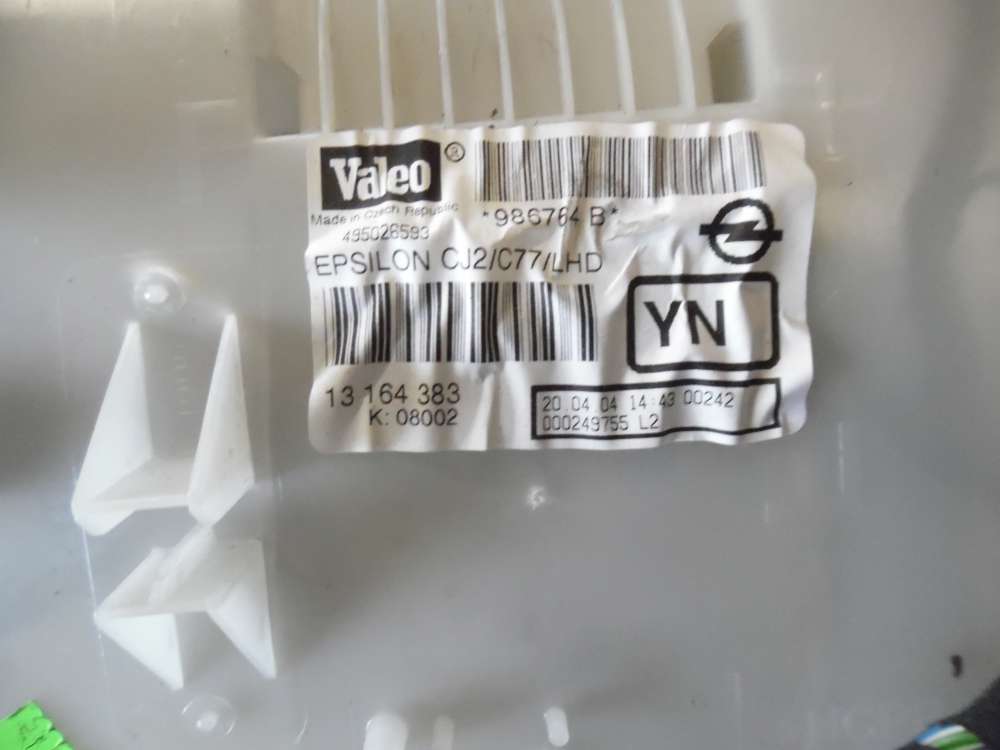 Valeo ®
Made in Czech Republic
495026593
*986764 B*
EPSILON CJ2/C77/LHD
YN
13 164 383
K: 08002
20.04.04 14:43 00242
000249755 L2